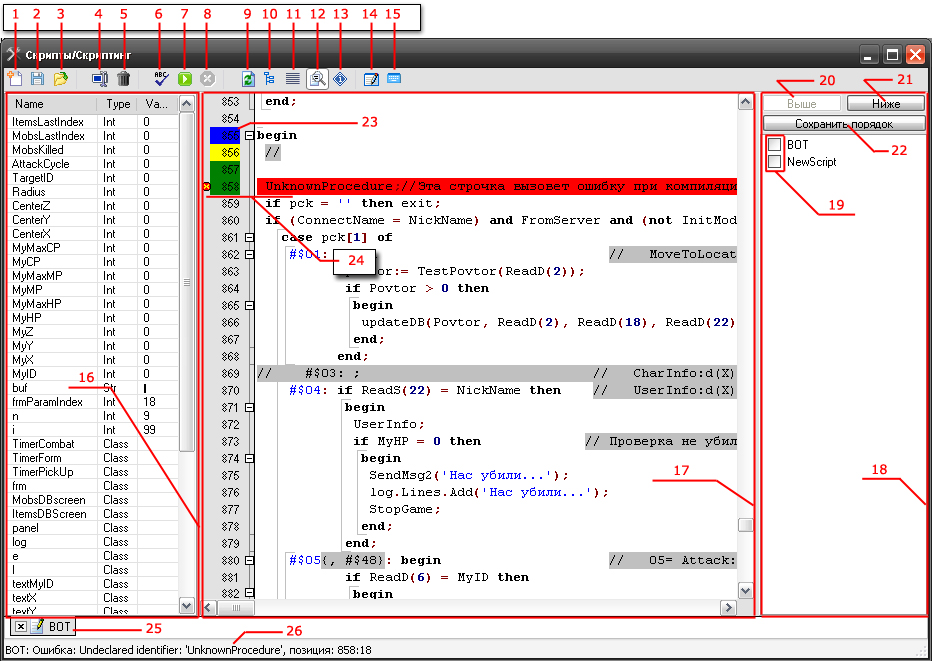 1 2 3 4 5 6 7 8 9 10 11 12 13 14 15
Скрипты/Скриптинг
ABC
Name Type Va...
ItemsLastIndex Int 0
MobsLastIndex Int 0
MobsKilled Int 0
AttackCycle Int 0
TargetID Int 0
Radius Int 0
CenterZ Int 0
CenterY Int 0
CenterX Int 0
MyMaxCP Int 0
MyCP Int 0
MyMaxMP Int 0
MyMP Int 0
MyMaxHP Int 0
MyHP Int 0
MyZ Int 0
MyY Int 0
MyX Int 0
MyID Int 0
buf Str
frmParamIndex Int 18
n Int 9
i Int 99
TimerCombat Class
TimerForm Class
TimerPickUp Class
frm Class
MobsDBscreen Class
ItemsDBScreen Class
panel Class
log Class
e Class
l Class
textMyID Class
textX Class
textY Class
16
853 end;
854
855 begin
856 //
857
858 UnknownProcedure;//Эта строчка вызовет ошибку при компиляци
859 if pck = '' then exit;
860 if (ConnectName = NickName) and FromServer and (not InitMod
861 case pck[1] of
862 #$01: // MoveToLocat
863 Povtor:= TestPovtor(ReadD(2));
864 if Povtor > 0 then
865 begin
866 updateDB(Povtor, ReadD(2), ReadD(18), ReadD(22)
867 end;
868 end;
869 // #$03: ; // CharInfo:d(X)
870 #$04: if ReadS(22) = NickName then // UserInfo:d(X)
871 begin
872 UserInfo;
873 if MyHP = 0 then // Проверка не убил
874 begin
875 SendMsg2('Нас убили...');
876 log.Lines.Add('Нас убили...');
877 StopGame;
878 end;
879 end;
880 #$05{, #$48}: begin // 05= Attack:
881 if ReadD(6) = MyID then
882 begin
23
24
17
20
21
Выше Ниже
Сохранить порядок
22
BOT
NewScript
19
18
BOT
25
26
BOT: Ошибка: Undeclared identifier: 'UnknownProcedure', позиция: 858:18